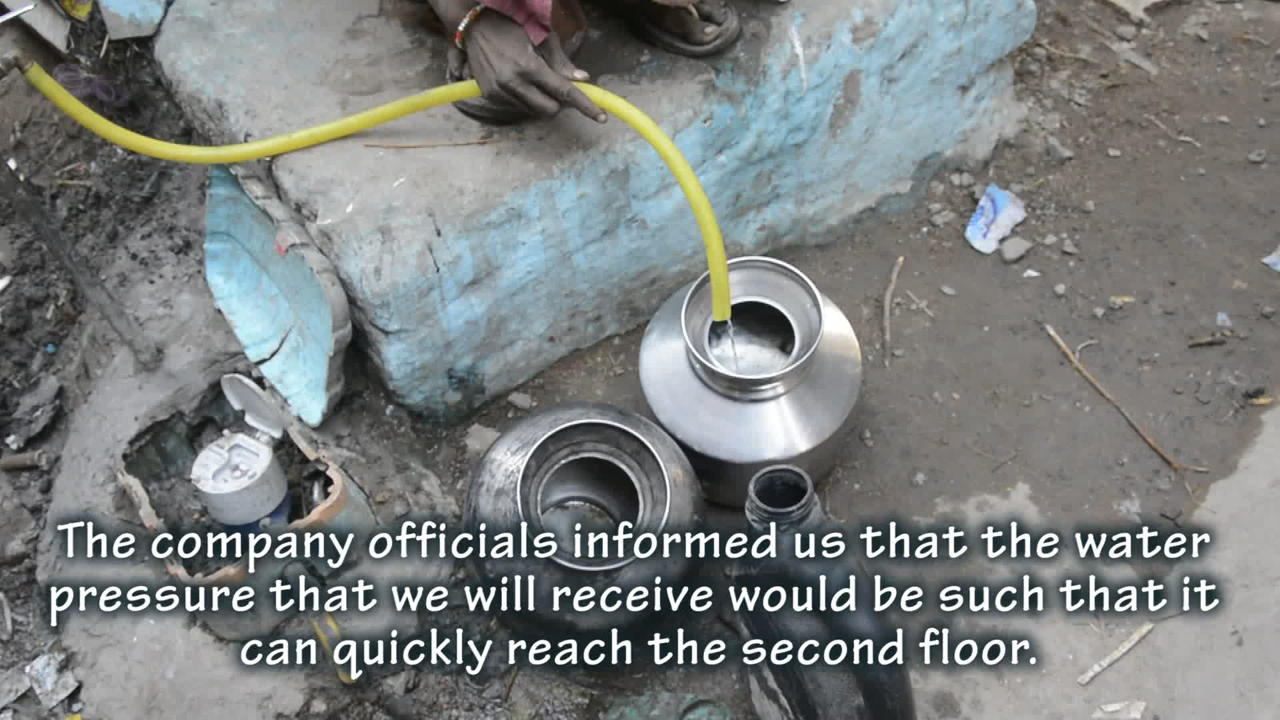 The company officials informed us that the water
pressure that we will receive would be such that it
can quickly reach the second floor.